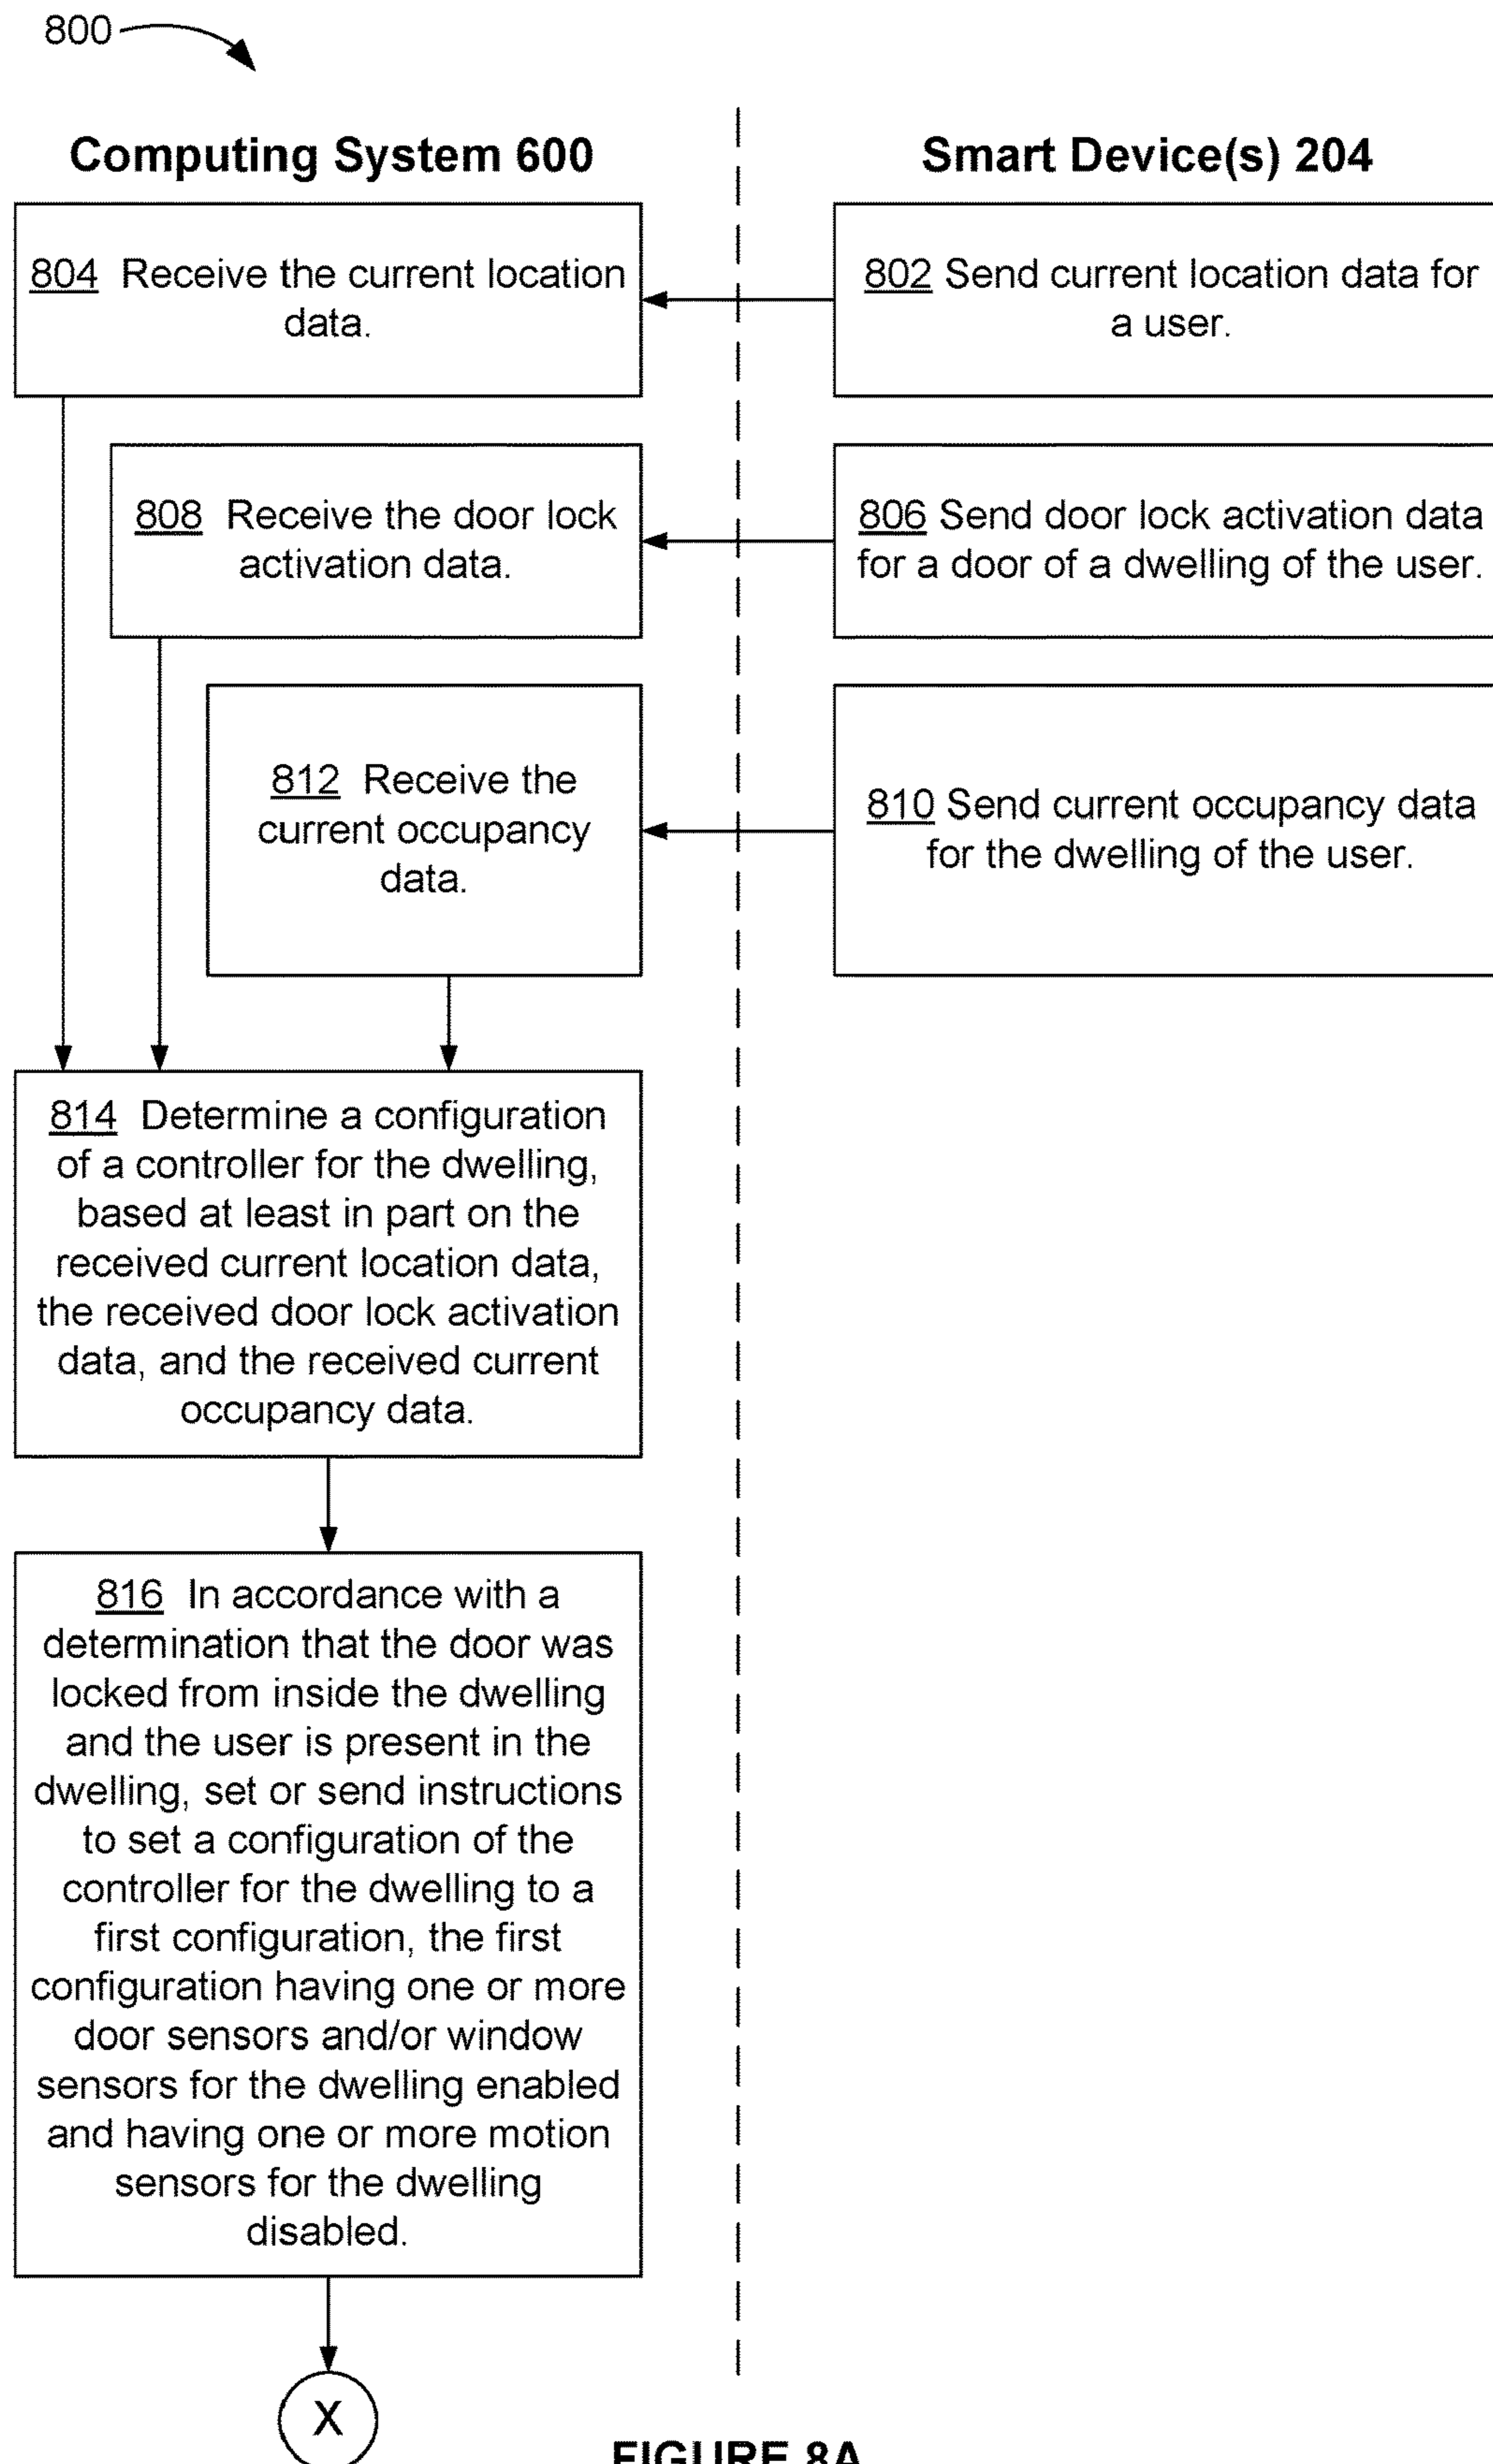 800
Computing System 600
Smart Device(s) 204
804 Receive the current location
data.
802 Send current location data for
a user.
808 Receive the door lock
activation data.
806 Send door lock activation data
for a door of a dwelling of the user.
812 Receive the
current occupancy
data.
810 Send current occupancy data
for the dwelling of the user.
814 Determine a configuration
of a controller for the dwelling,
based at least in part on the
received current location data,
the received door lock activation
data, and the received current
occupancy data.
816 In accordance with a
determination that the door was
locked from inside the dwelling
and the user is present in the
dwelling, set or send instructions
to set a configuration of the
controller for the dwelling to a
first configuration, the first
configuration having one or more
door sensors and/or window
sensors for the dwelling enabled
and having one or more motion
sensors for the dwelling
disabled.
X
FIGURE 8A